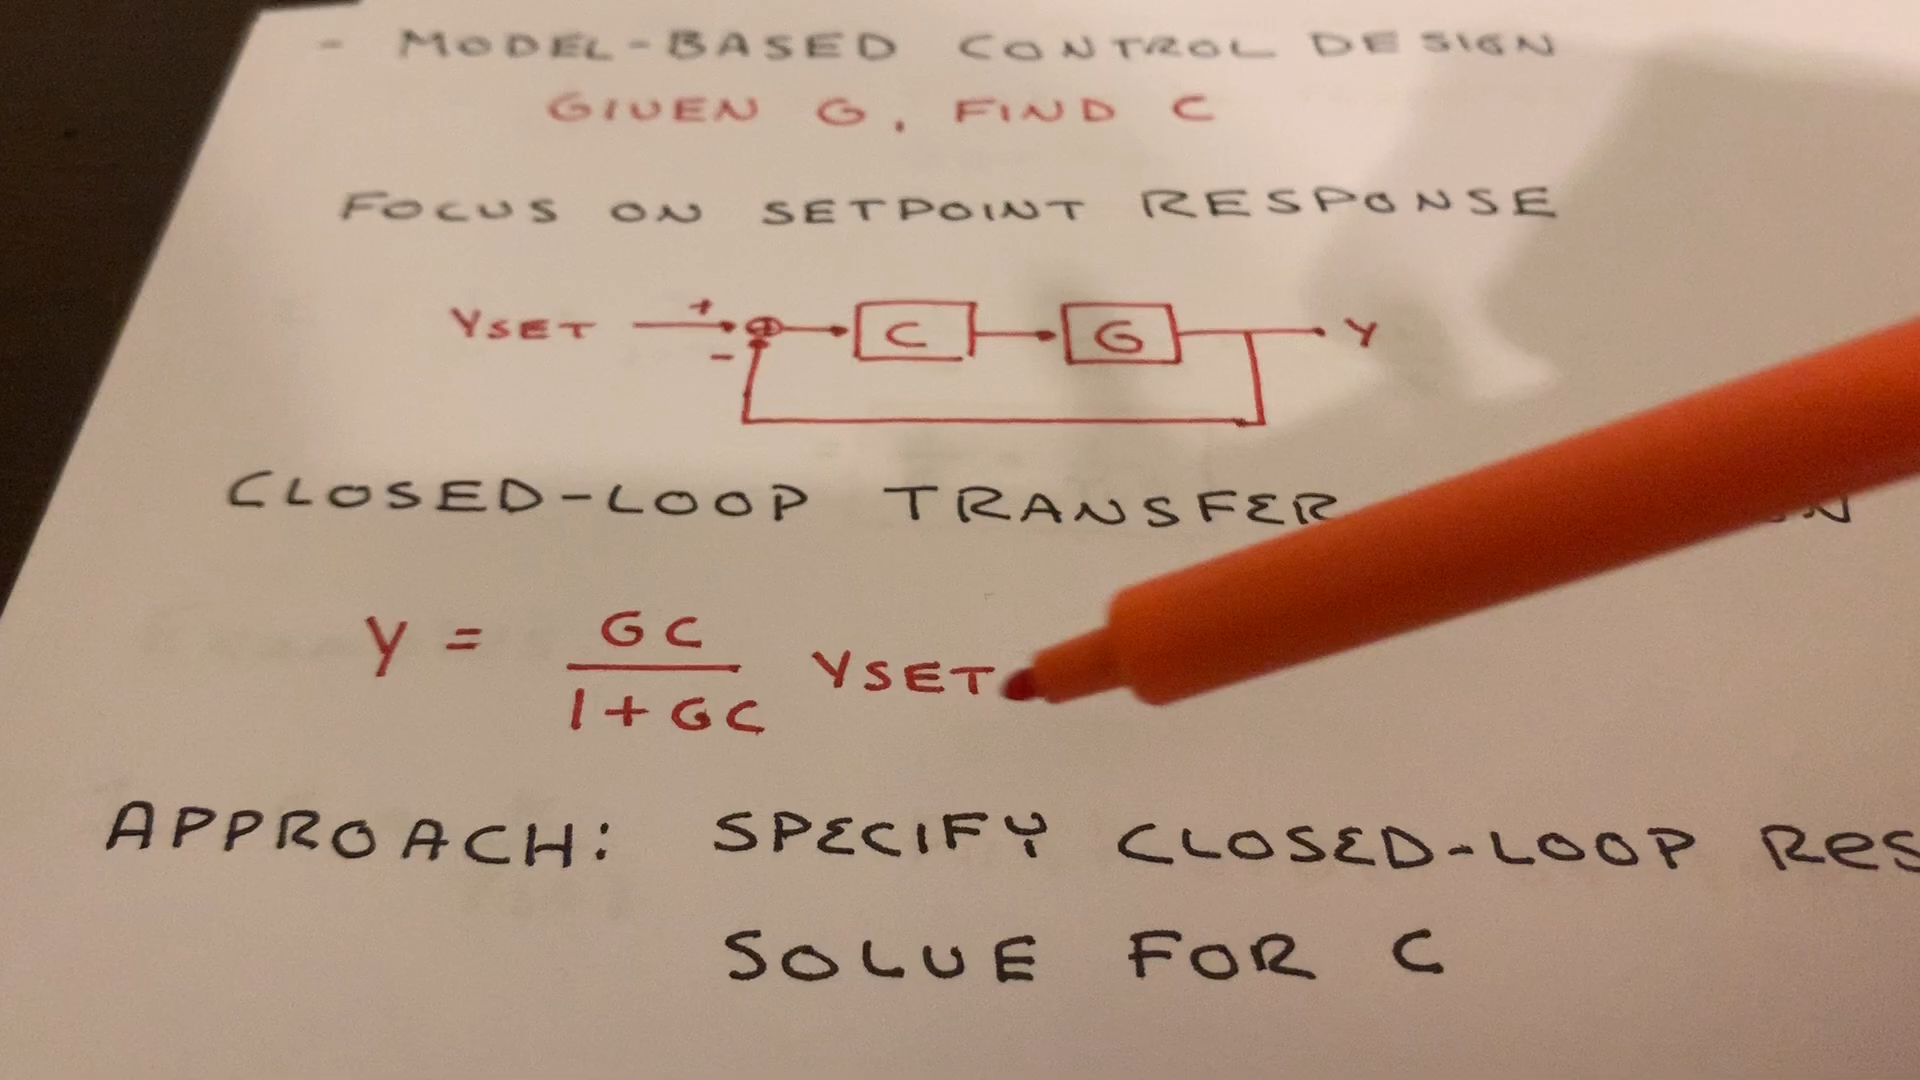 - MODEL-BASED CONTROL DESIGN
GIVEN G, FIND C
FOCUS ON SETPOINT RESPONSE
YSET + - C G Y
CLOSED-LOOP TRANSFER
Y = GC / 1+GC YSET
APPROACH: SPECIFY CLOSED-LOOP RES
SOLVE FOR C